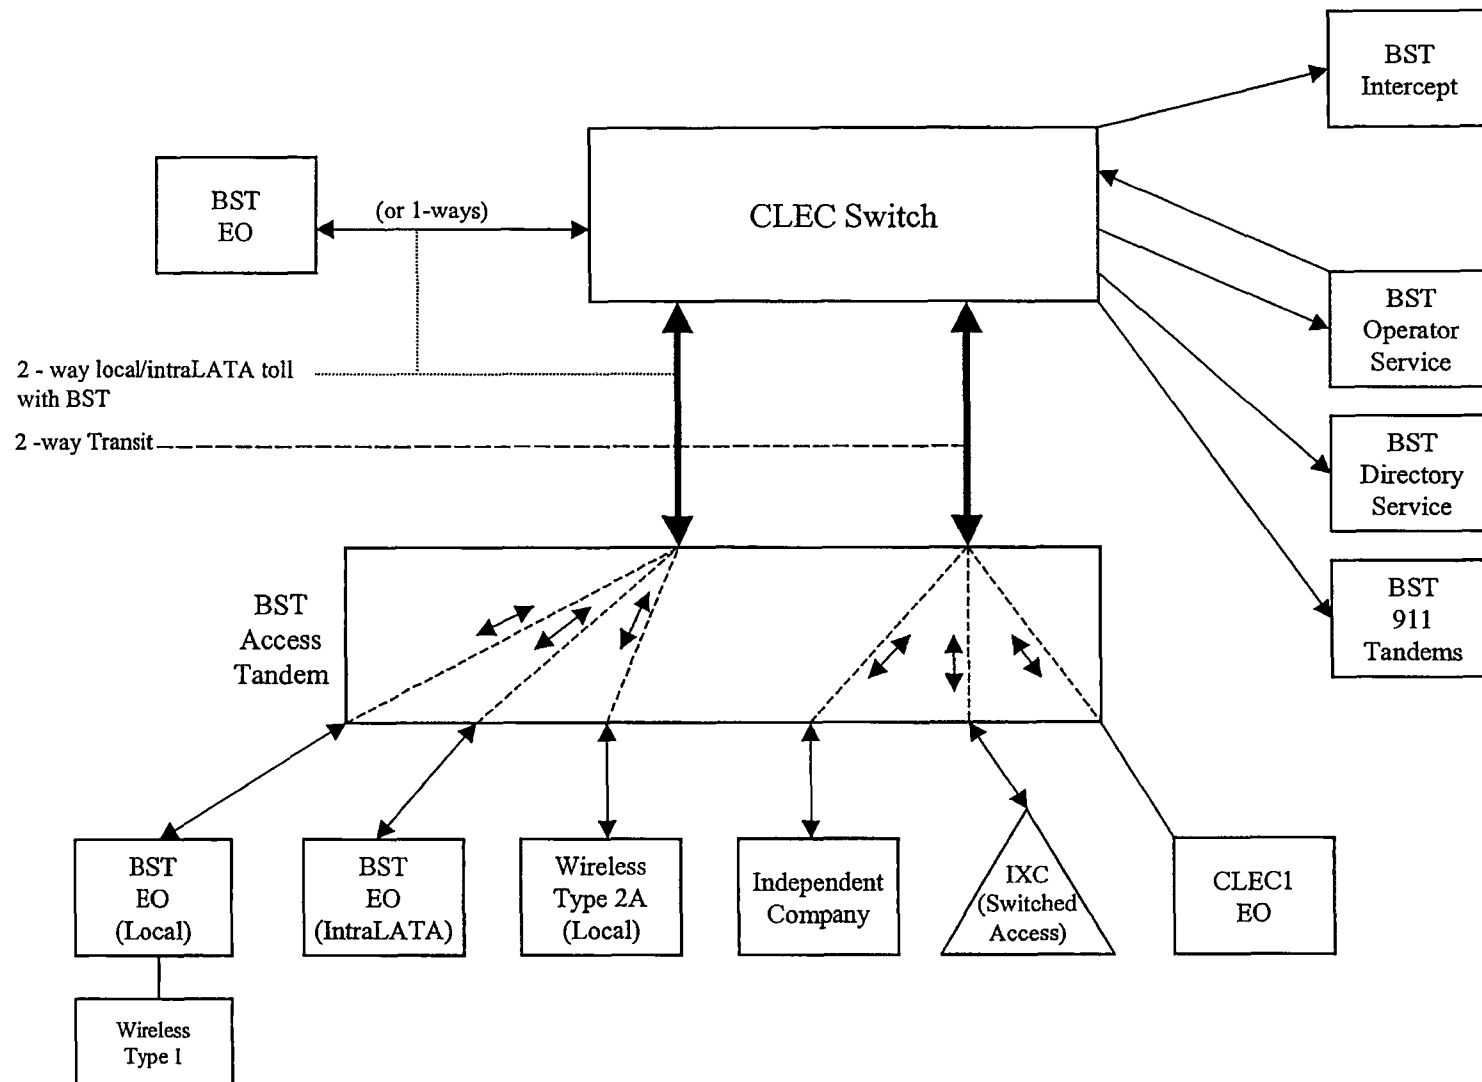 BST
Intercept
BST
EO
(or 1-ways)
CLEC Switch
BST
Operator
Service
2 - way local/intraLATA toll
with BST
2 -way Transit
BST
Directory
Service
BST
911
Tandems
BST
Access
Tandem
BST
EO
(Local)
BST
EO
(IntraLATA)
Wireless
Type 2A
(Local)
Independent
Company
IXC
(Switched
Access)
CLEC1
EO
Wireless
Type 1